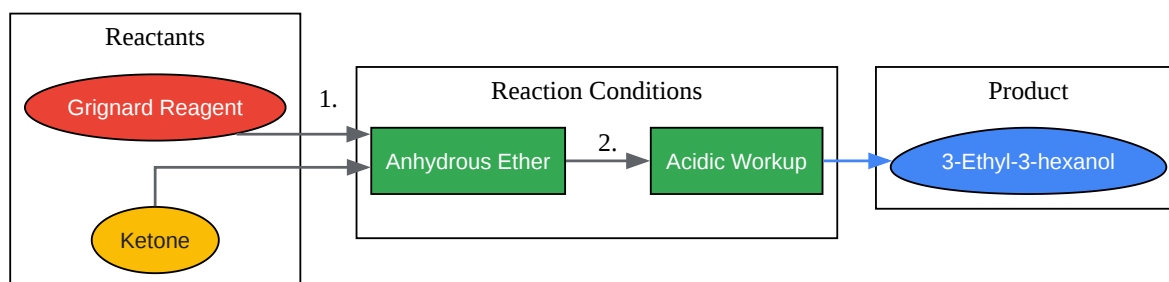 Reactants
Grignard Reagent
Ketone
1.
Reaction Conditions
Anhydrous Ether
2.
Acidic Workup
Product
3-Ethyl-3-hexanol